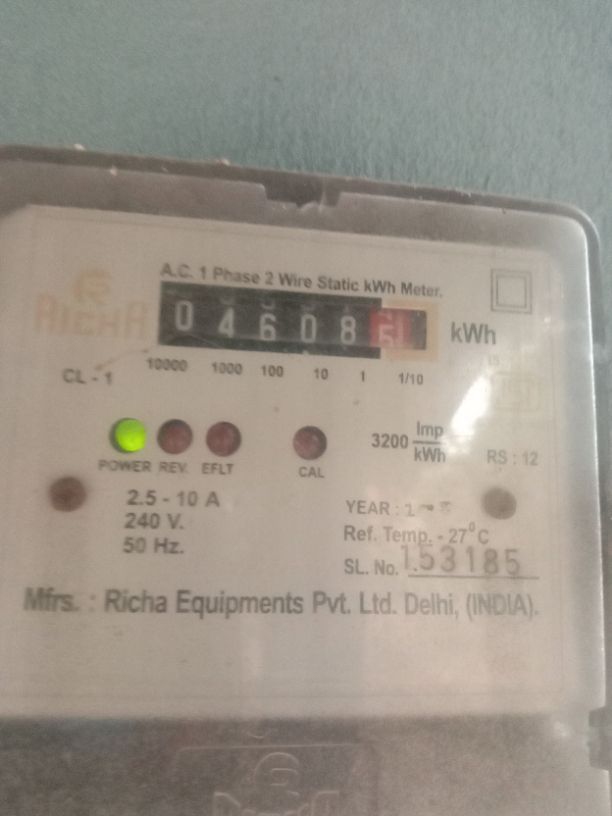 A.C. 1 Phase 2 Wire Static kWh Meter.
RICHA
0 4 6 0 8 5 kWh
CL - 1
10000 1000 100 10 1 1/10
3200 Imp/kWh
RS : 12
POWER REV. EFLT CAL
2.5 - 10 A
240 V.
50 Hz.
YEAR :
Ref. Temp. - 27°C
SL. No. 153185
Mfrs. : Richa Equipments Pvt. Ltd. Delhi, (INDIA).